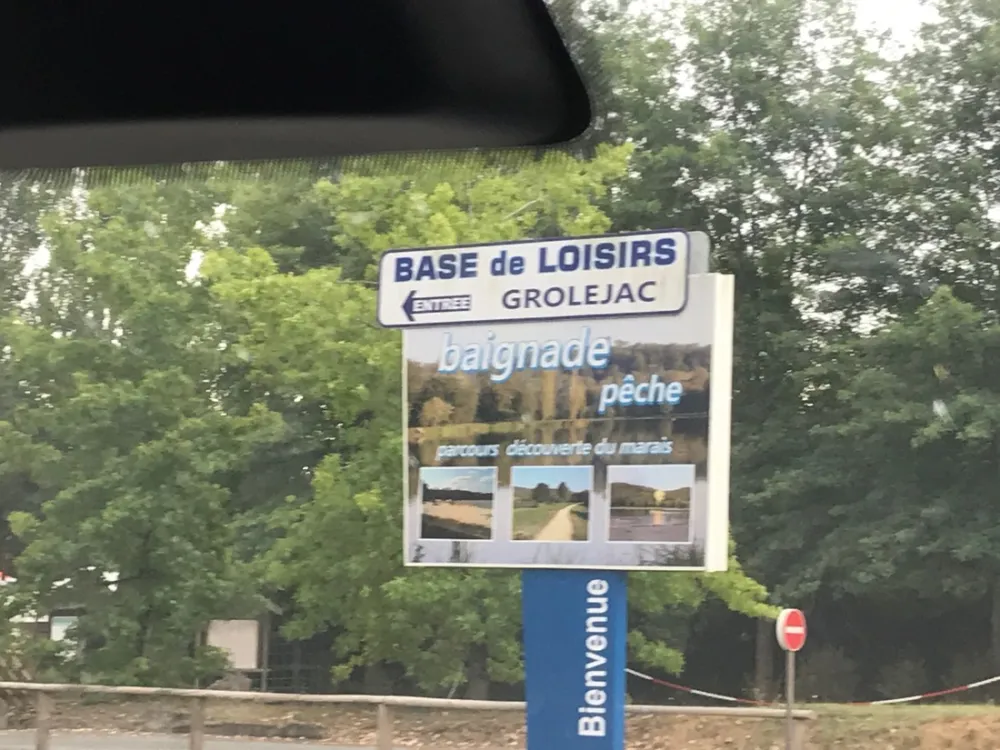 BASE de LOISIRS
ENTREE GROLEJAC
baignade
pêche
parcours découverte du marais
Bienvenue